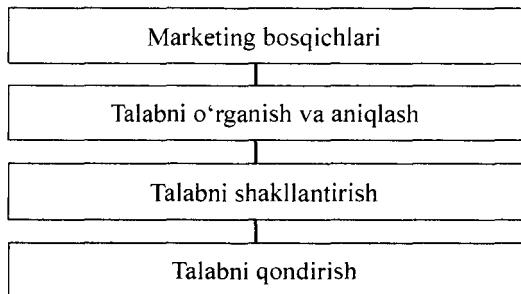 Marketing bosqichlari
Talabni o‘rganish va aniqlash
Talabni shakllantirish
Talabni qondirish